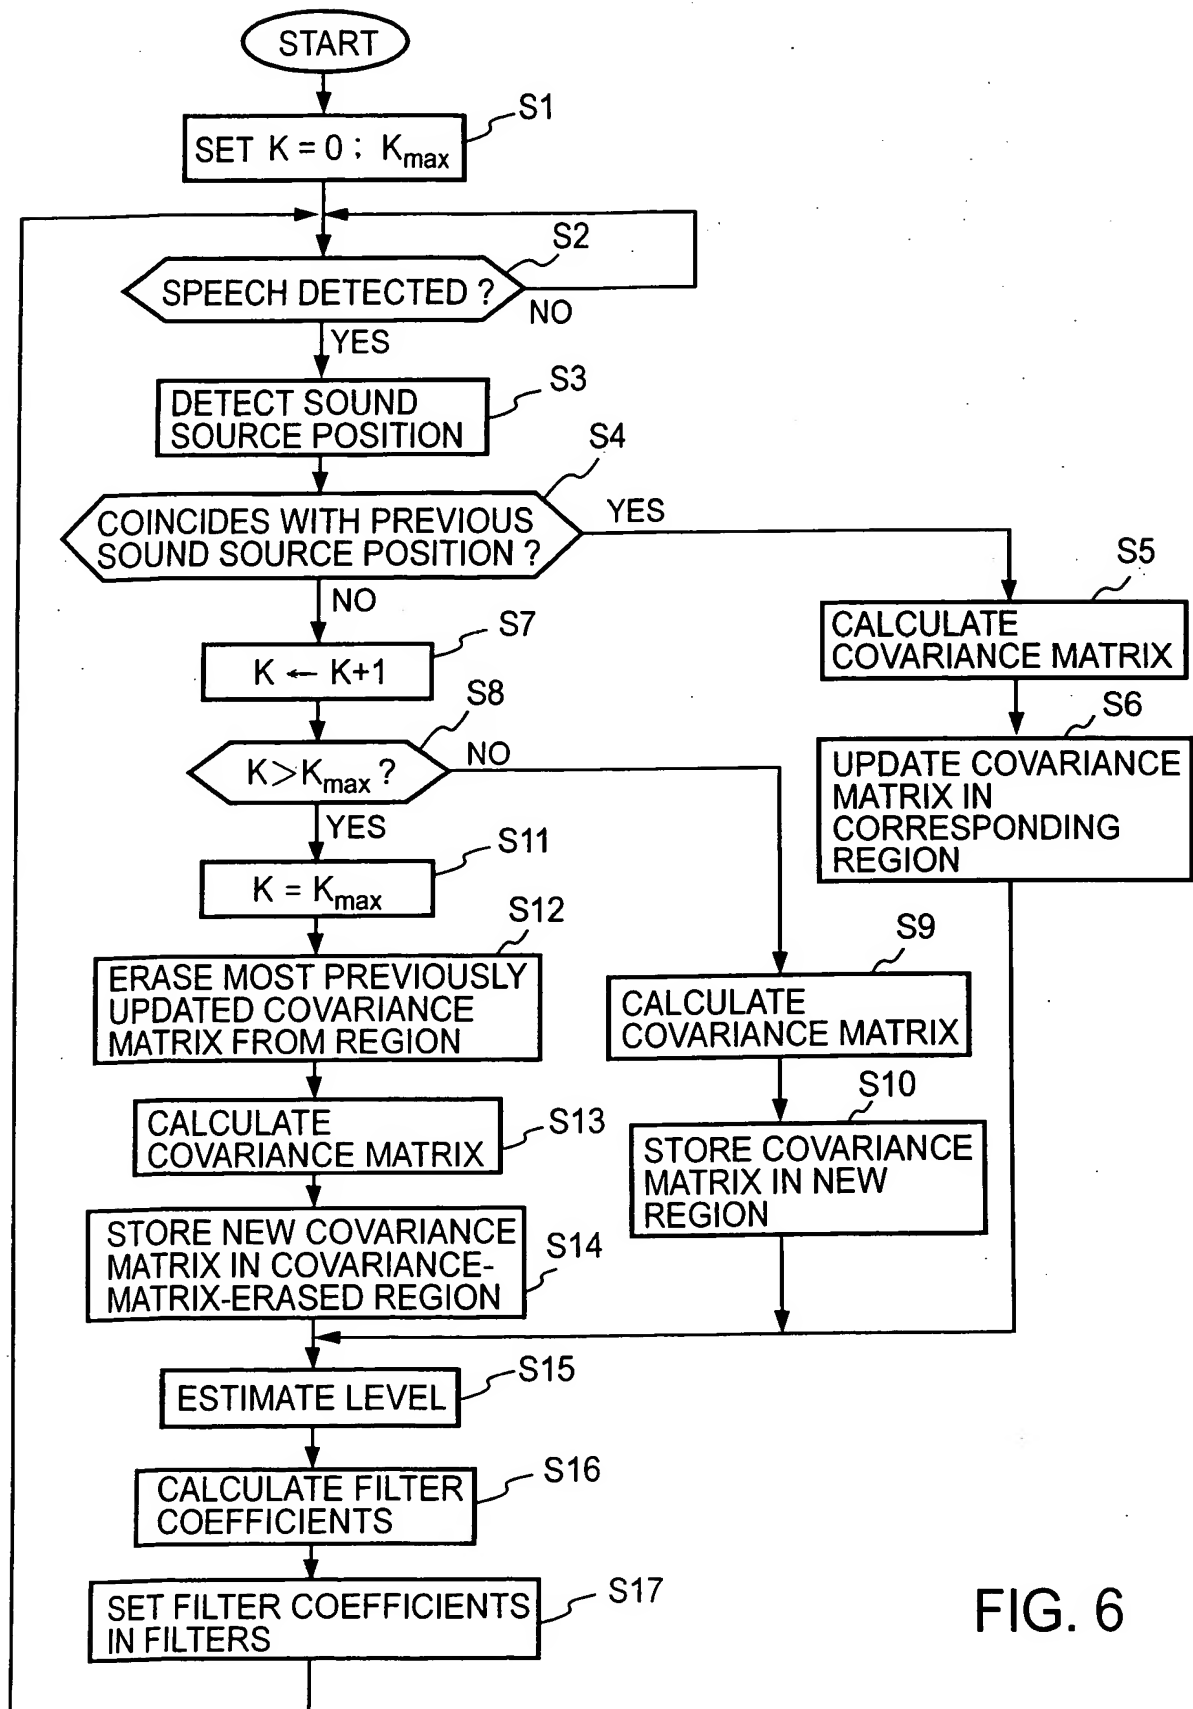 START
S1
SET K = 0 ; Kmax
S2
SPEECH DETECTED ?
NO
YES
S3
DETECT SOUND
SOURCE POSITION
S4
COINCIDES WITH PREVIOUS
SOUND SOURCE POSITION ?
YES
NO
S5
CALCULATE
COVARIANCE MATRIX
S6
UPDATE COVARIANCE
MATRIX IN
CORRESPONDING
REGION
S7
K ← K+1
S8
K > Kmax ?
NO
YES
S11
K = Kmax
S12
ERASE MOST PREVIOUSLY
UPDATED COVARIANCE
MATRIX FROM REGION
S9
CALCULATE
COVARIANCE MATRIX
S10
STORE COVARIANCE
MATRIX IN NEW
REGION
S13
CALCULATE
COVARIANCE MATRIX
S14
STORE NEW COVARIANCE
MATRIX IN COVARIANCE-
MATRIX-ERASED REGION
S15
ESTIMATE LEVEL
S16
CALCULATE FILTER
COEFFICIENTS
S17
SET FILTER COEFFICIENTS
IN FILTERS
FIG. 6